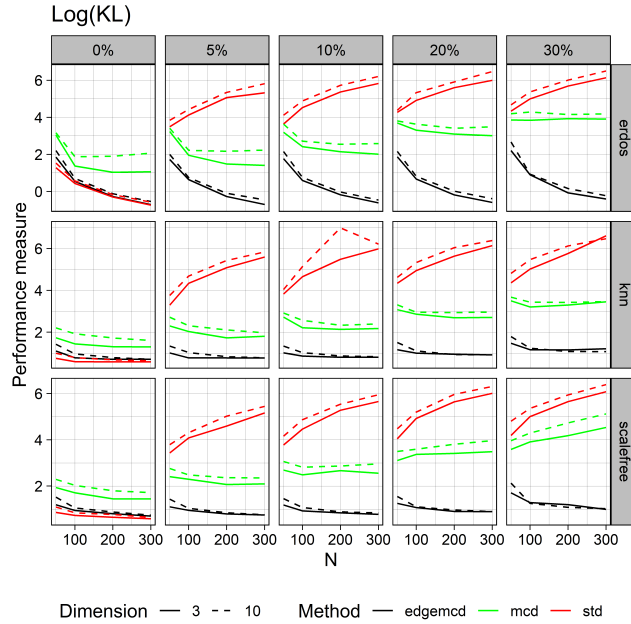 Log(KL)
0% 5% 10% 20% 30%
6
4
2
0
erdos
6
4
2
knn
6
4
2
scalefree
Performance measure
100 200 300 100 200 300 100 200 300 100 200 300 100 200 300
N
Dimension 3 10 Method edgemcd mcd std